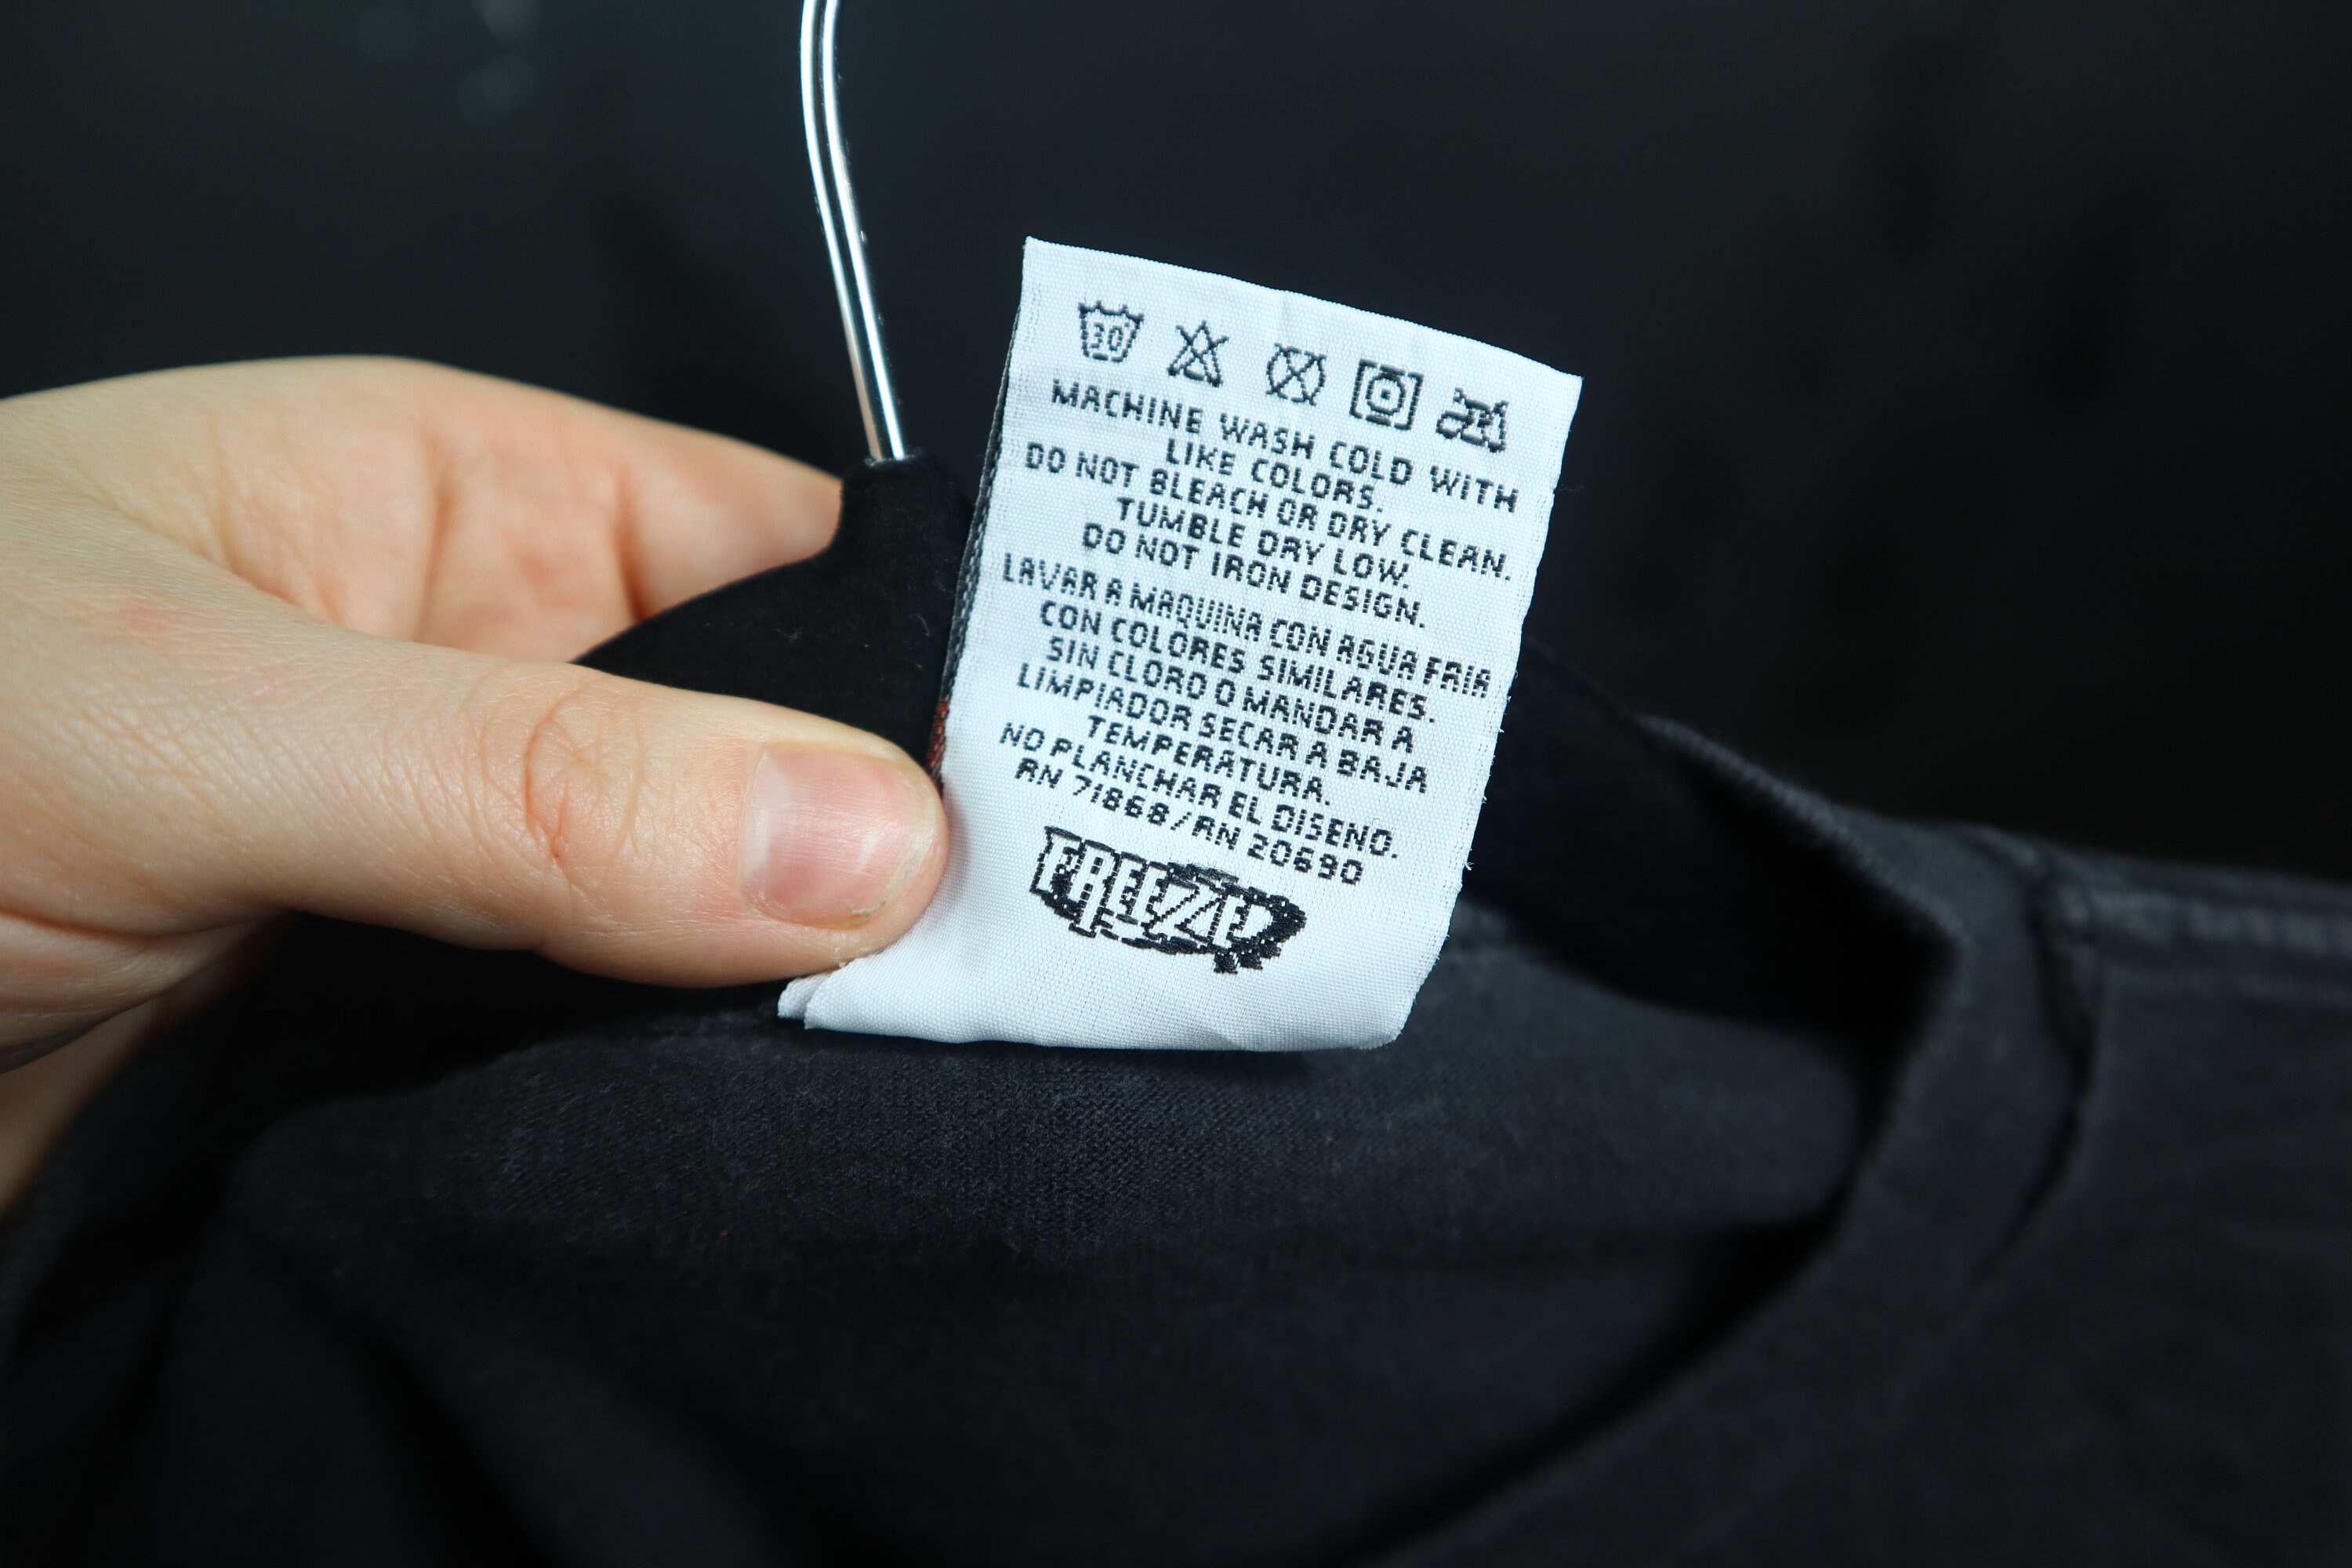 30°
MACHINE WASH COLD WITH
LIKE COLORS.
DO NOT BLEACH OR DRY CLEAN.
TUMBLE DRY LOW.
DO NOT IRON DESIGN.
LAVAR A MAQUINA CON AGUA FRIA
CON COLORES SIMILARES.
SIN CLORO O MANDAR A
LIMPIADOR SECAR A BAJA
TEMPERATURA.
NO PLANCHAR EL DISENO.
RN 71868/RN 20690
FREEZE